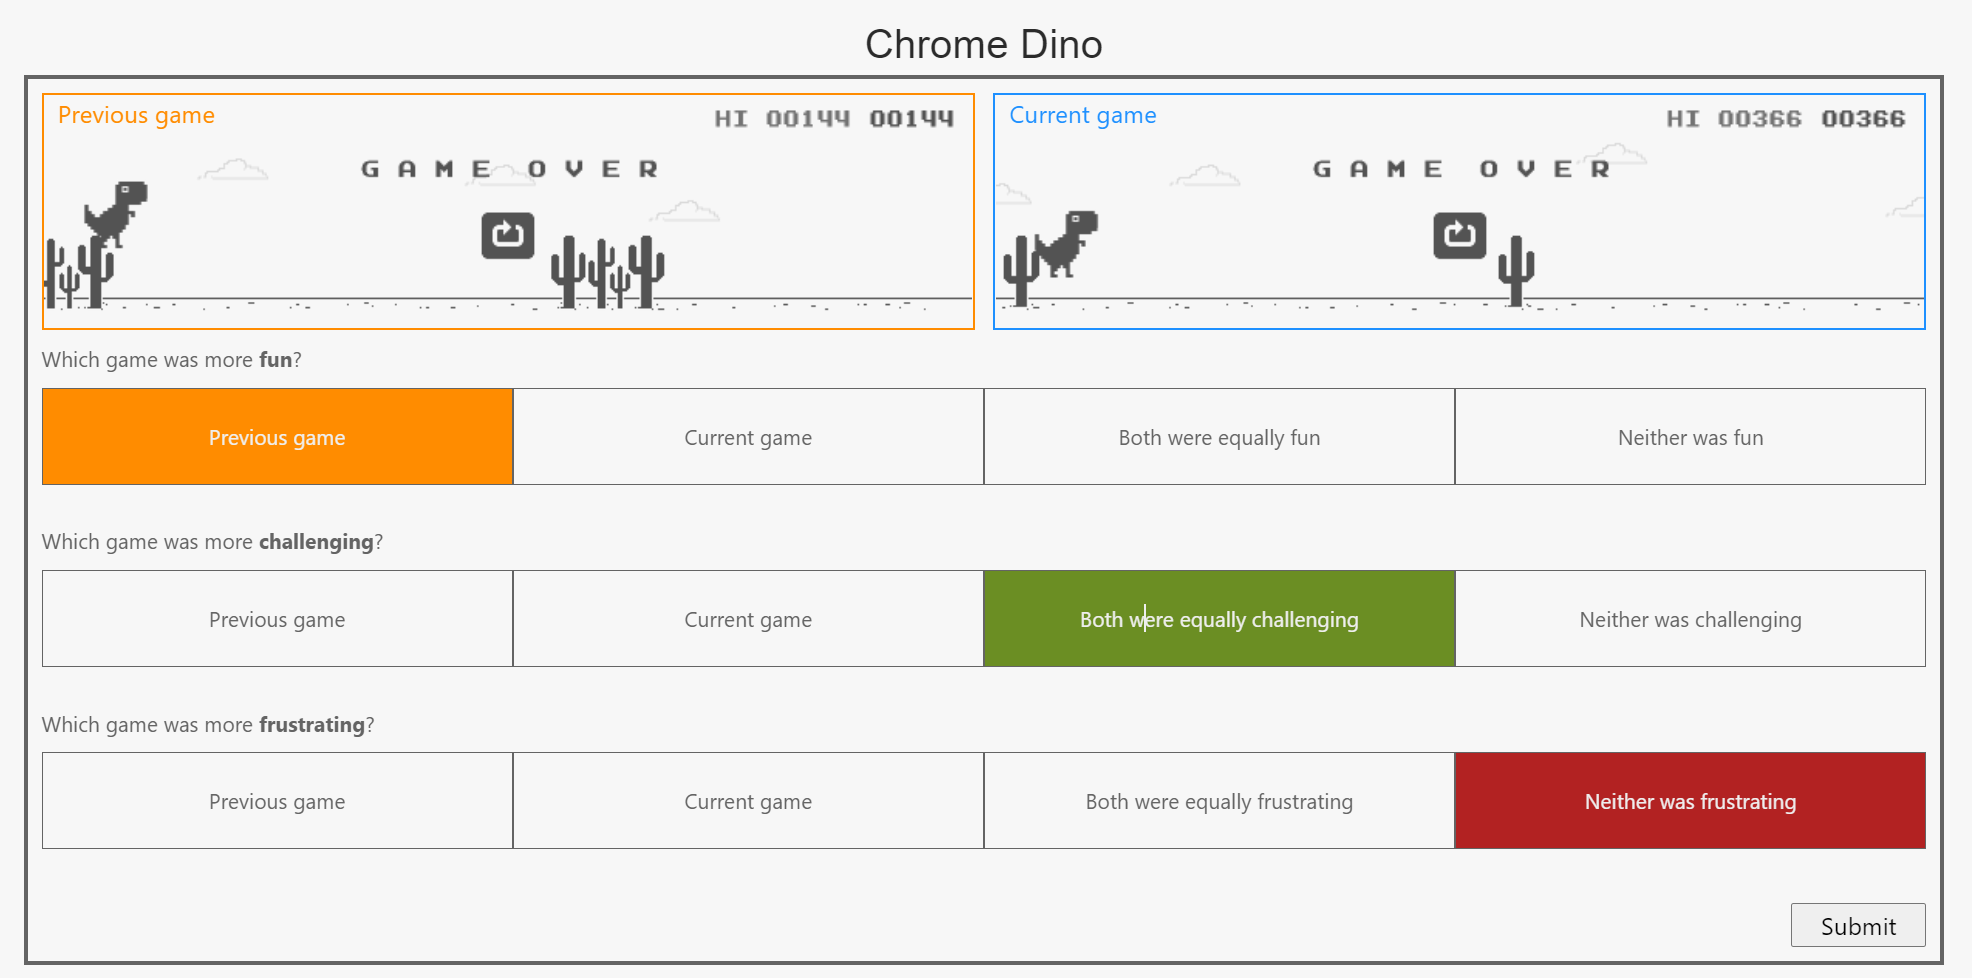 Chrome Dino
Previous game
HI 00144 00144
GAME OVER
Current game
HI 00366 00366
GAME OVER
Which game was more fun?
Previous game
Current game
Both were equally fun
Neither was fun
Which game was more challenging?
Previous game
Current game
Both were equally challenging
Neither was challenging
Which game was more frustrating?
Previous game
Current game
Both were equally frustrating
Neither was frustrating
Submit